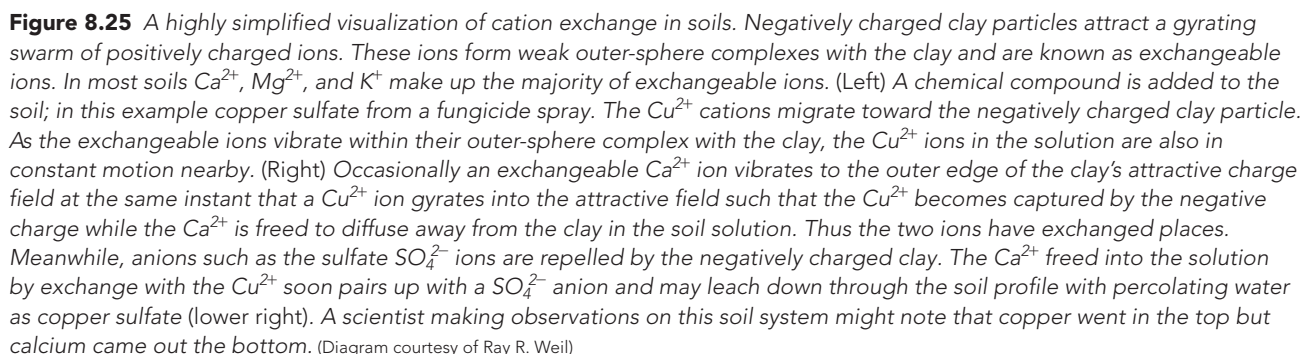 Figure 8.25 A highly simplified visualization of cation exchange in soils. Negatively charged clay particles attract a gyrating
swarm of positively charged ions. These ions form weak outer-sphere complexes with the clay and are known as exchangeable
ions. In most soils Ca²⁺, Mg²⁺, and K⁺ make up the majority of exchangeable ions. (Left) A chemical compound is added to the
soil; in this example copper sulfate from a fungicide spray. The Cu²⁺ cations migrate toward the negatively charged clay particle.
As the exchangeable ions vibrate within their outer-sphere complex with the clay, the Cu²⁺ ions in the solution are also in
constant motion nearby. (Right) Occasionally an exchangeable Ca²⁺ ion vibrates to the outer edge of the clay's attractive charge
field at the same instant that a Cu²⁺ ion gyrates into the attractive field such that the Cu²⁺ becomes captured by the negative
charge while the Ca²⁺ is freed to diffuse away from the clay in the soil solution. Thus the two ions have exchanged places.
Meanwhile, anions such as the sulfate SO₄²⁻ ions are repelled by the negatively charged clay. The Ca²⁺ freed into the solution
by exchange with the Cu²⁺ soon pairs up with a SO₄²⁻ anion and may leach down through the soil profile with percolating water
as copper sulfate (lower right). A scientist making observations on this soil system might note that copper went in the top but
calcium came out the bottom. (Diagram courtesy of Ray R. Weil)